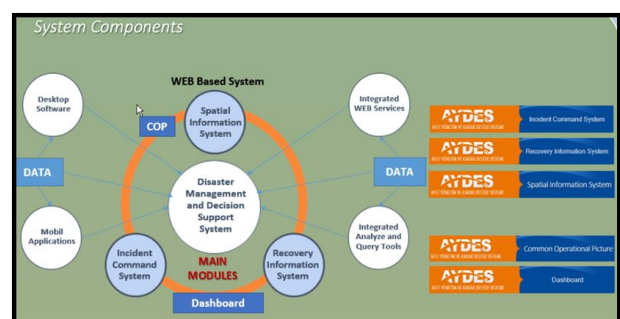 System Components
WEB Based System
Desktop
Software
Spatial
Information
System
Integrated
WEB Services
COP
DATA
Disaster
Management
and Decision
Support
System
DATA
Mobil
Applications
Integrated
Analyze and
Query Tools
Incident
Command
System
MAIN
MODULES
Recovery
Information
System
Dashboard
AYDES
Incident Command System
AYDES
Recovery Information System
AYDES
Spatial Information System
AYDES
Common Operational Picture
AYDES
Dashboard